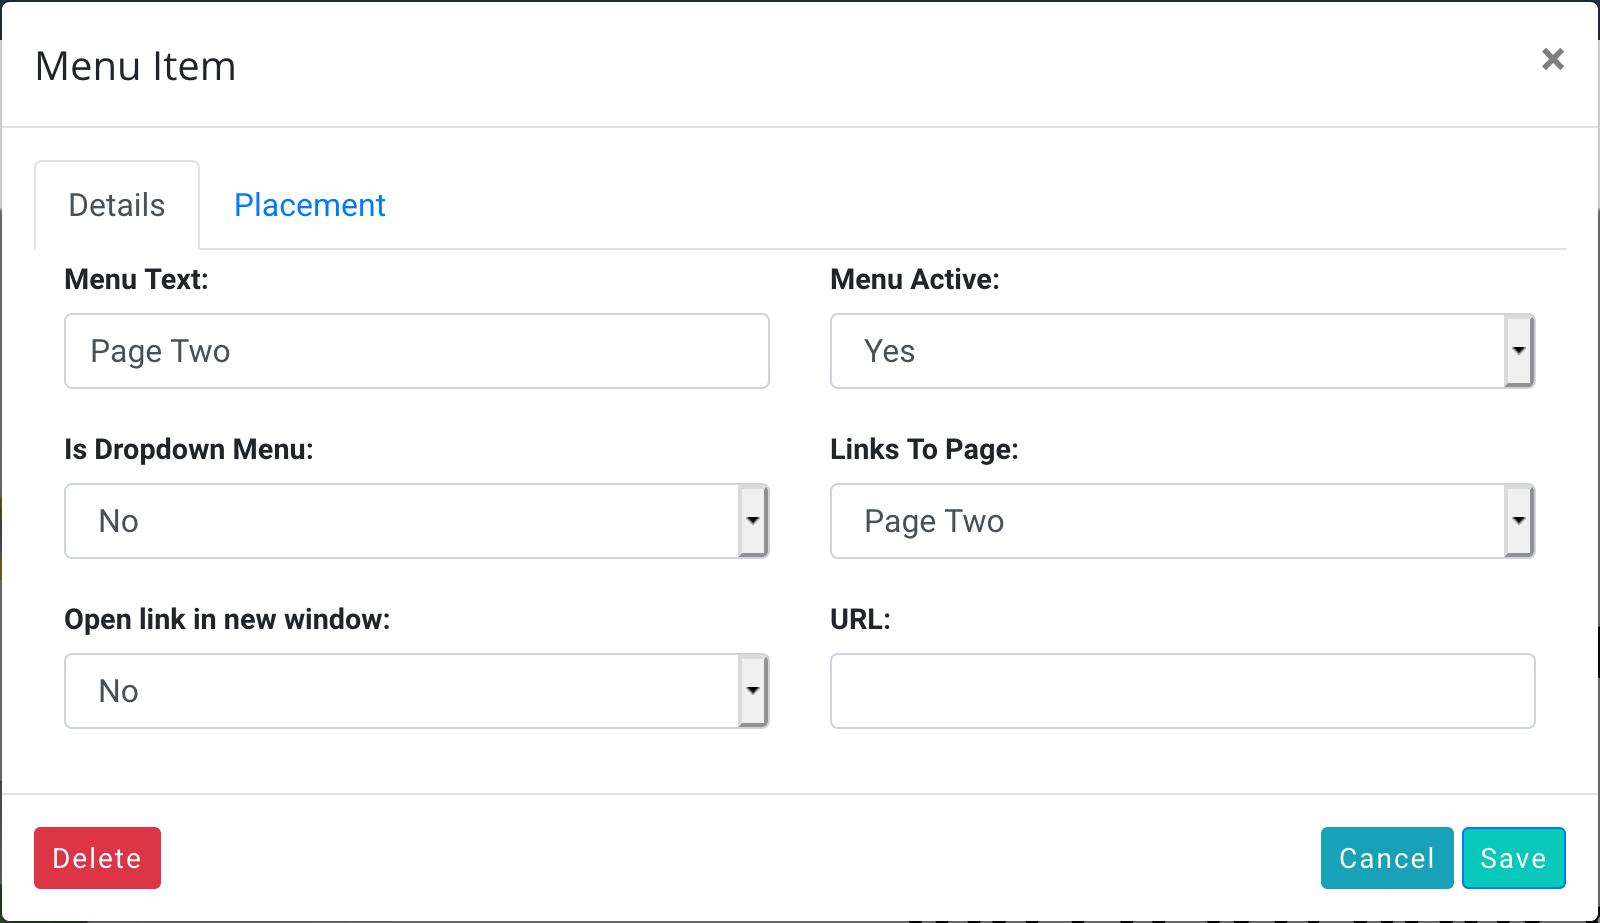 Menu Item
×
Details Placement
Menu Text: Menu Active:
Page Two Yes
Is Dropdown Menu: Links To Page:
No Page Two
Open link in new window: URL:
No
Delete Cancel Save